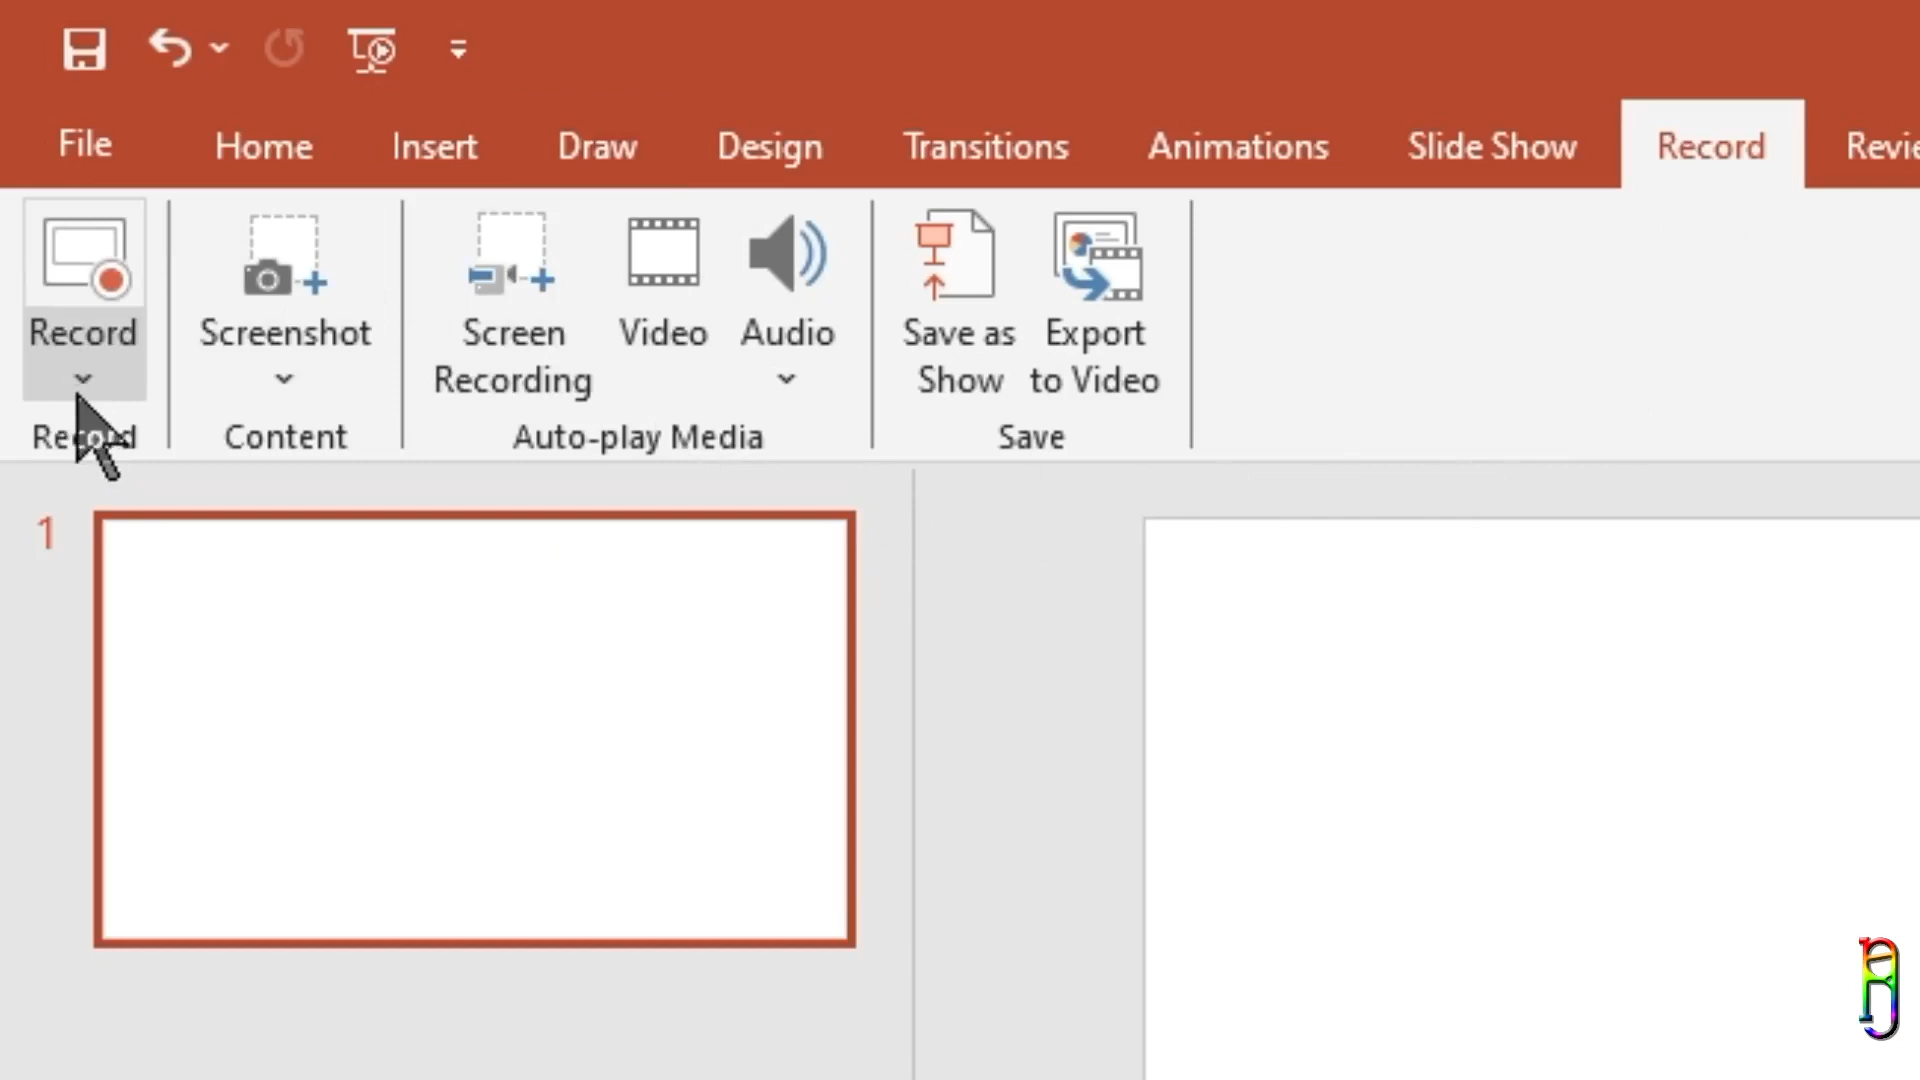 File Home Insert Draw Design Transitions Animations Slide Show Record
Record Screenshot Screen Recording Video Audio Save as Show Export to Video
Record Content Auto-play Media Save
1